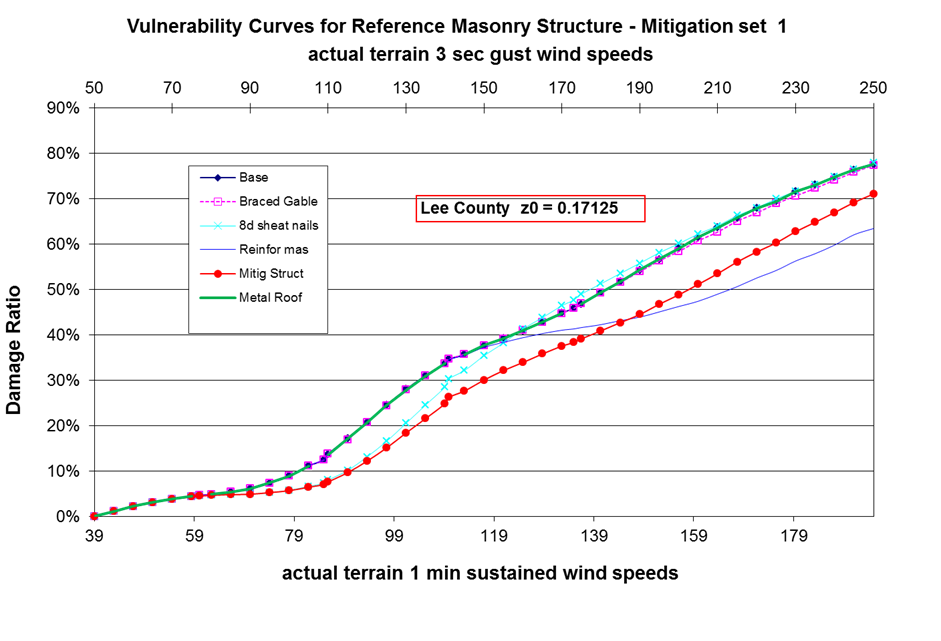 Vulnerability Curves for Reference Masonry Structure - Mitigation set  1
actual terrain 3 sec gust wind speeds
50 70 90 110 130 150 170 190 210 230 250
90%
80%
70%
60%
50%
40%
30%
20%
10%
0%
Damage Ratio
Base
Braced Gable
8d sheat nails
Reinfor mas
Mitig Struct
Metal Roof
Lee County  z0 = 0.17125
39 59 79 99 119 139 159 179
actual terrain 1 min sustained wind speeds